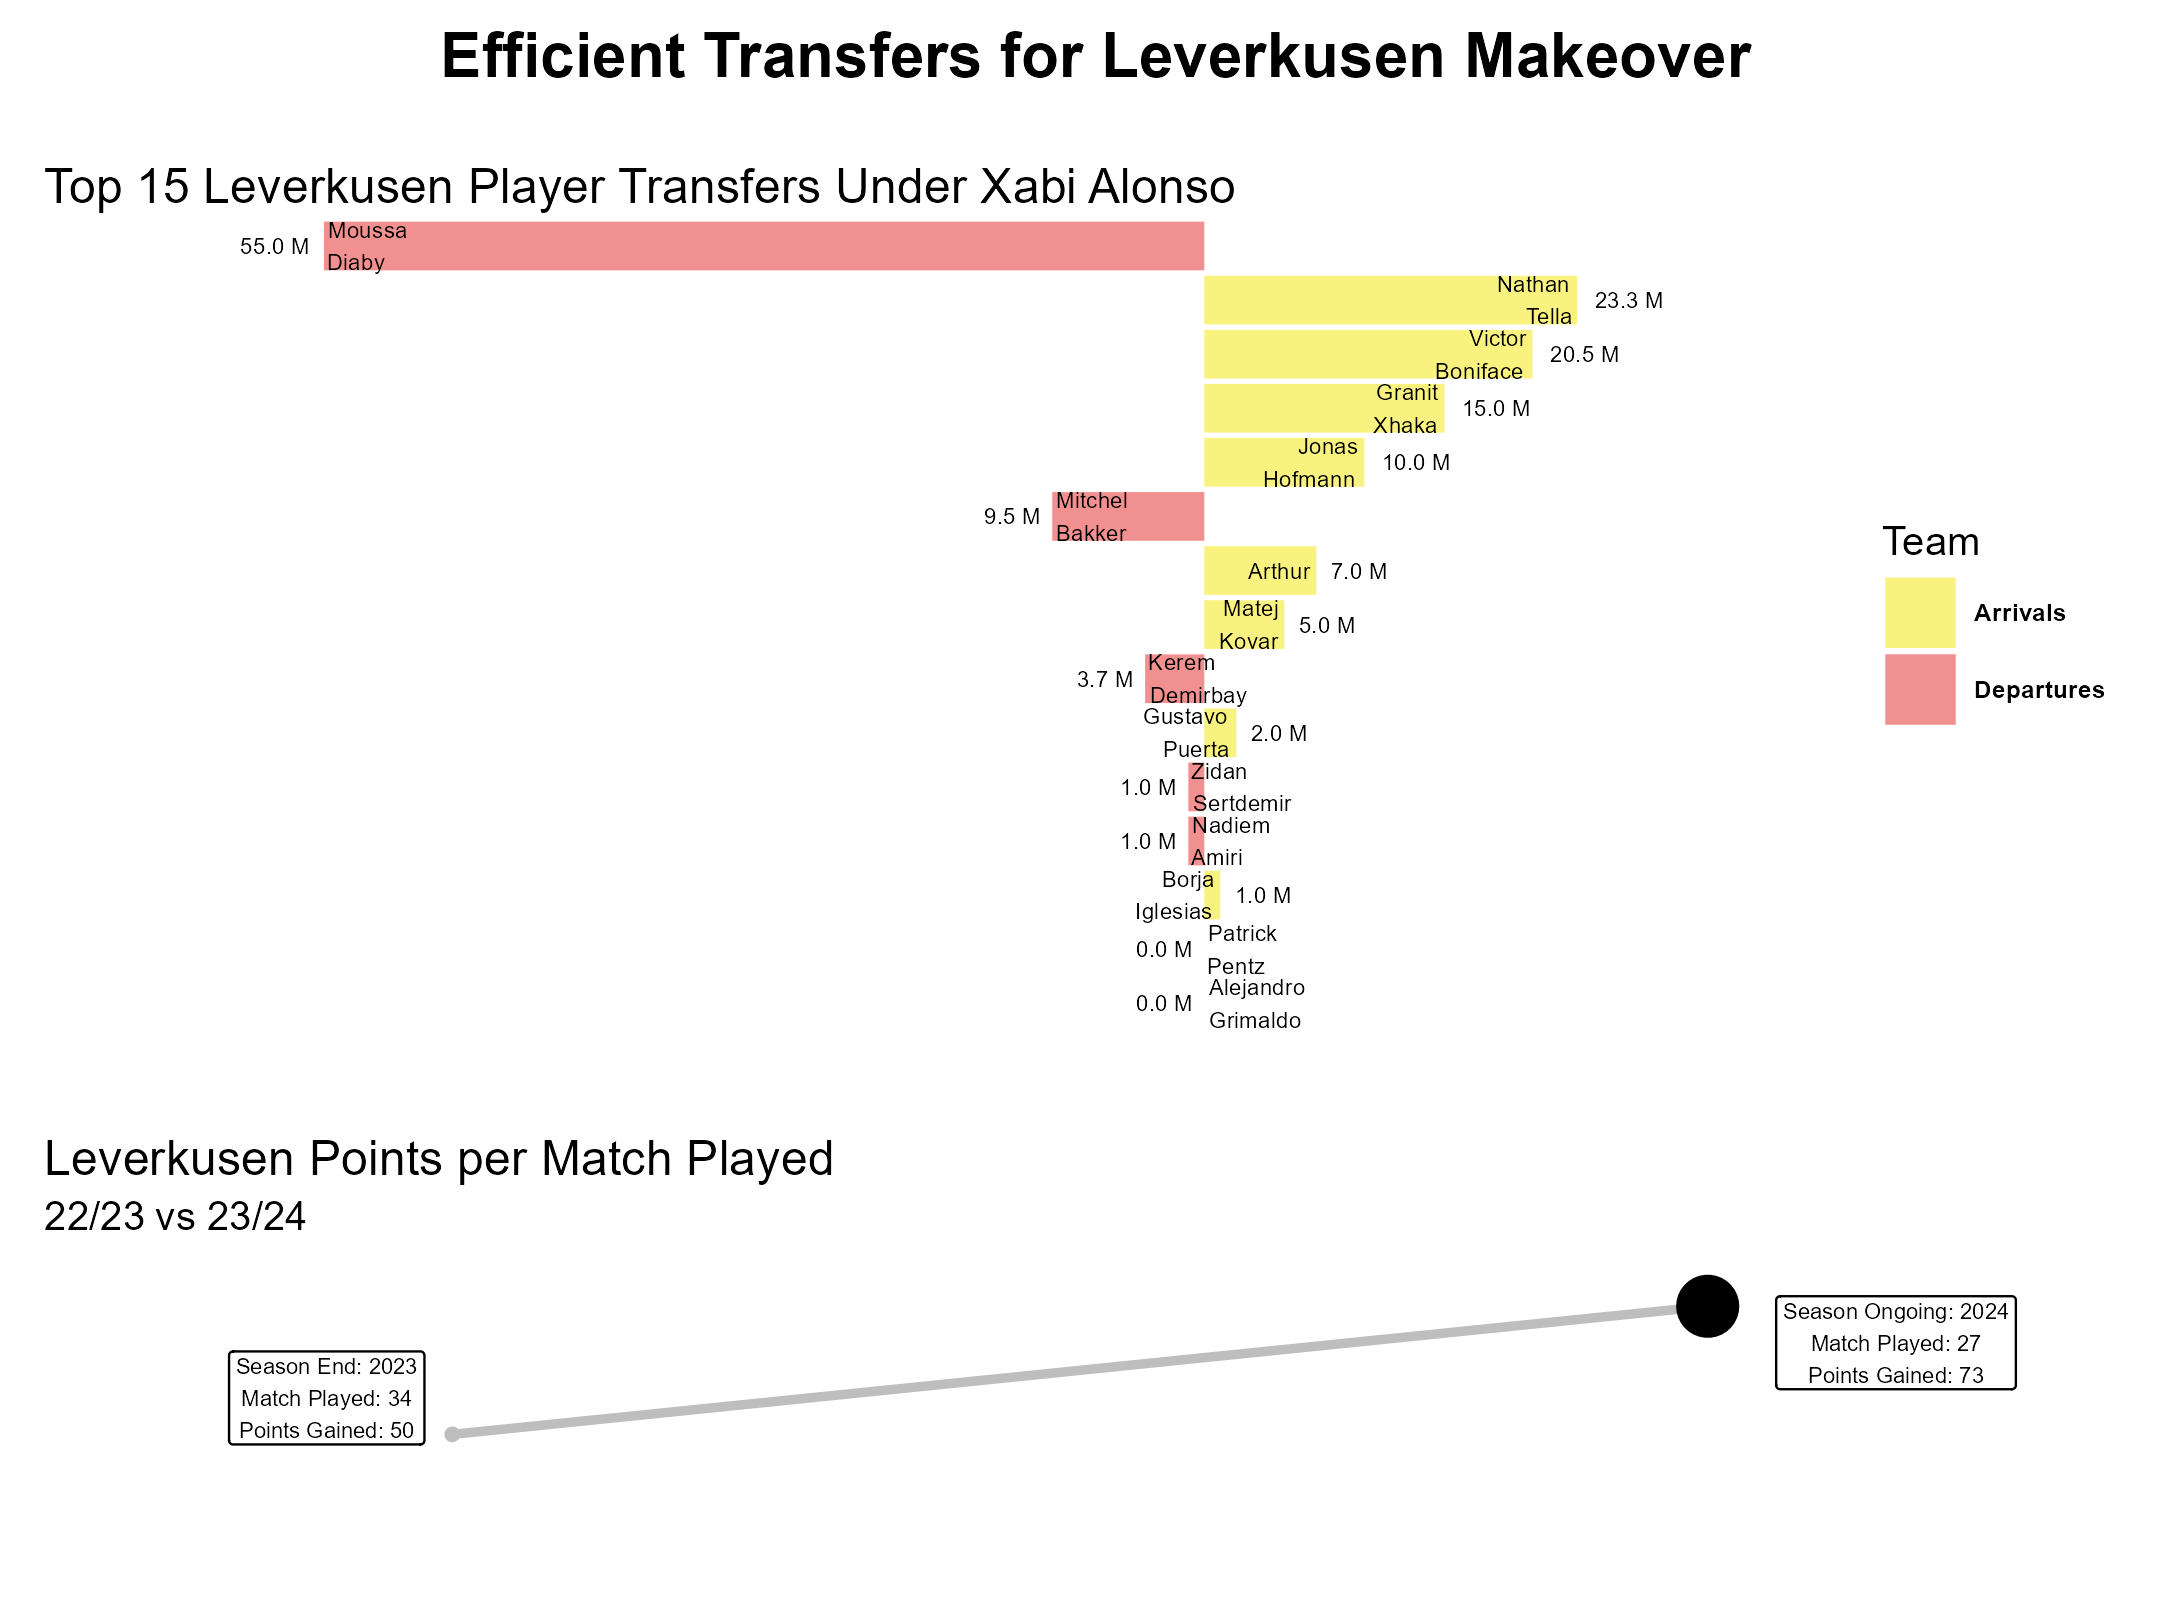 Efficient Transfers for Leverkusen Makeover
Top 15 Leverkusen Player Transfers Under Xabi Alonso
55.0 M
Moussa
Diaby
Nathan
Tella
23.3 M
Victor
Boniface
20.5 M
Granit
Xhaka
15.0 M
Jonas
Hofmann
10.0 M
9.5 M
Mitchel
Bakker
Arthur
7.0 M
Matej
Kovar
5.0 M
3.7 M
Kerem
Demirbay
Gustavo
Puerta
2.0 M
1.0 M
Zidan
Sertdemir
1.0 M
Nadiem
Amiri
Borja
Iglesias
1.0 M
0.0 M
Patrick
Pentz
0.0 M
Alejandro
Grimaldo
Team
Arrivals
Departures
Leverkusen Points per Match Played
22/23 vs 23/24
Season End: 2023
Match Played: 34
Points Gained: 50
Season Ongoing: 2024
Match Played: 27
Points Gained: 73